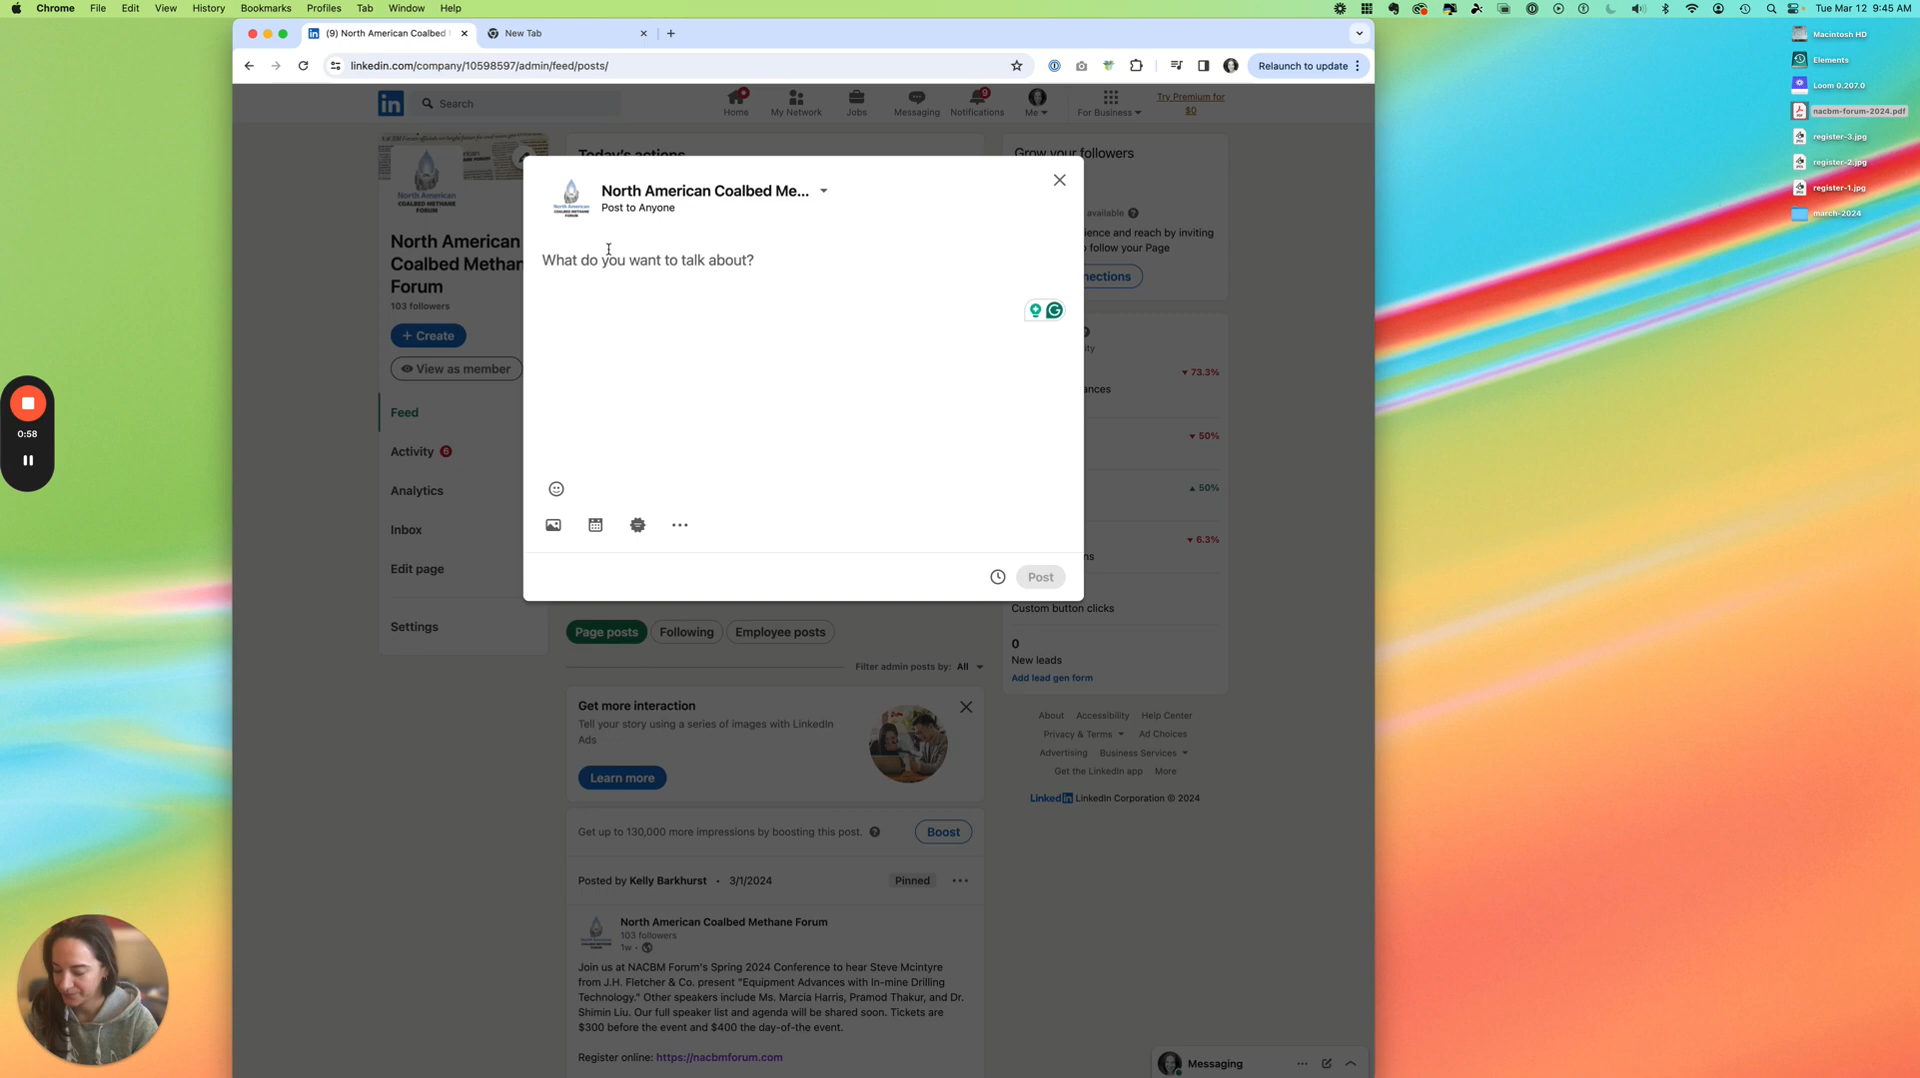 Chrome File Edit View History Bookmarks Profiles Tab Window Help
Tue Mar 12 9:45 AM
(9) North American Coalbed
New Tab
linkedin.com/company/10598597/admin/feed/posts/
Relaunch to update
Search
Home
My Network
Jobs
Messaging
9
Notifications
Me
For Business
Try Premium for
$0
Macintosh HD
Elements
Loom 0.207.0
nacbm-forum-2024.pdf
register-3.jpg
register-2.jpg
register-1.jpg
march-2024
North American
COALBED METHANE
FORUM
North American
Coalbed Methan
Forum
103 followers
+ Create
View as member
Feed
Activity 6
Analytics
Inbox
Edit page
Settings
0:58
Today's actions
Grow your followers
available
ience and reach by inviting
follow your Page
nections
North American Coalbed Me...
Post to Anyone
What do you want to talk about?
Post
73.3%
ances
50%
50%
6.3%
ns
Custom button clicks
0
New leads
Add lead gen form
Page posts
Following
Employee posts
Filter admin posts by: All
Get more interaction
Tell your story using a series of images with LinkedIn
Ads
Learn more
Get up to 130,000 more impressions by boosting this post.
Boost
Posted by Kelly Barkhurst • 3/1/2024
Pinned
North American Coalbed Methane Forum
103 followers
1w •
Join us at NACBM Forum's Spring 2024 Conference to hear Steve Mcintyre
from J.H. Fletcher & Co. present "Equipment Advances with In-mine Drilling
Technology." Other speakers include Ms. Marcia Harris, Pramod Thakur, and Dr.
Shimin Liu. Our full speaker list and agenda will be shared soon. Tickets are
$300 before the event and $400 the day-of-the event.
Register online: https://nacbmforum.com
About Accessibility Help Center
Privacy & Terms Ad Choices
Advertising Business Services
Get the LinkedIn app More
LinkedIn LinkedIn Corporation © 2024
Messaging